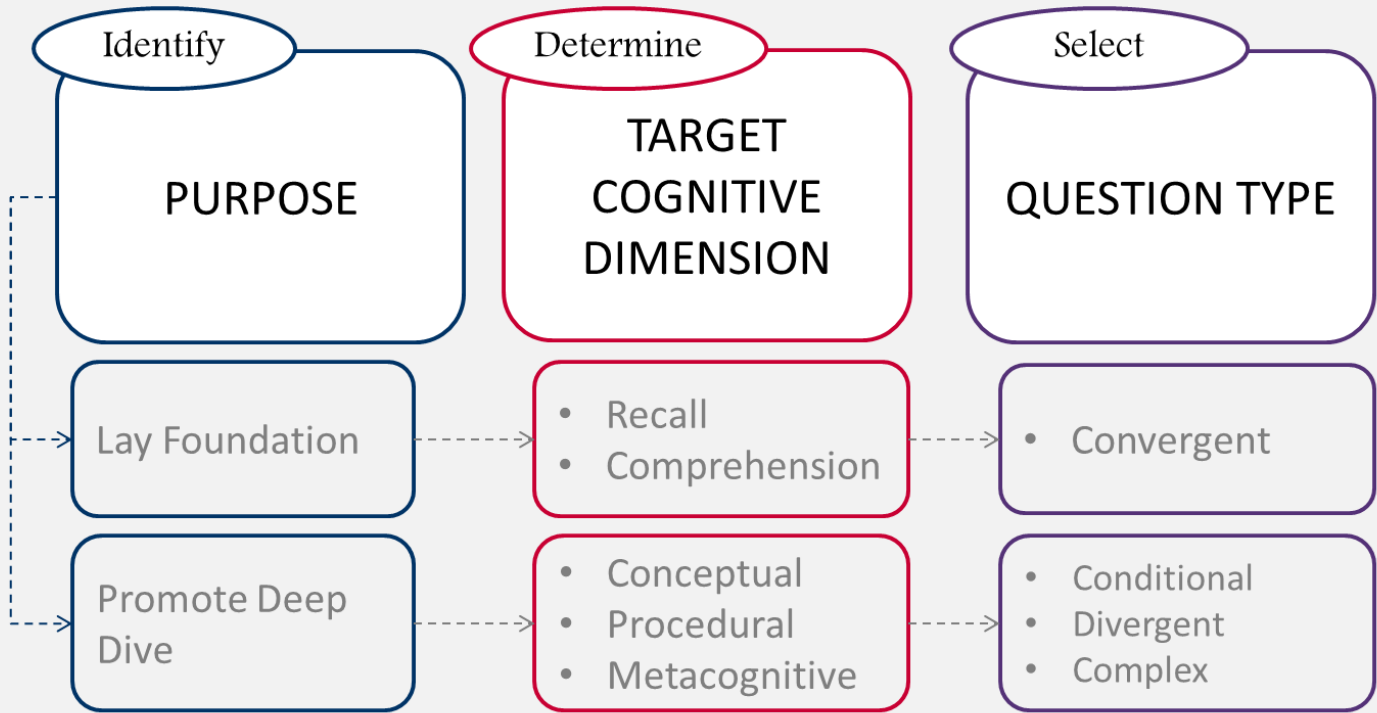 Identify
Determine
Select
PURPOSE
TARGET
COGNITIVE
DIMENSION
QUESTION TYPE
Lay Foundation
• Recall
• Comprehension
• Convergent
Promote Deep
Dive
• Conceptual
• Procedural
• Metacognitive
• Conditional
• Divergent
• Complex